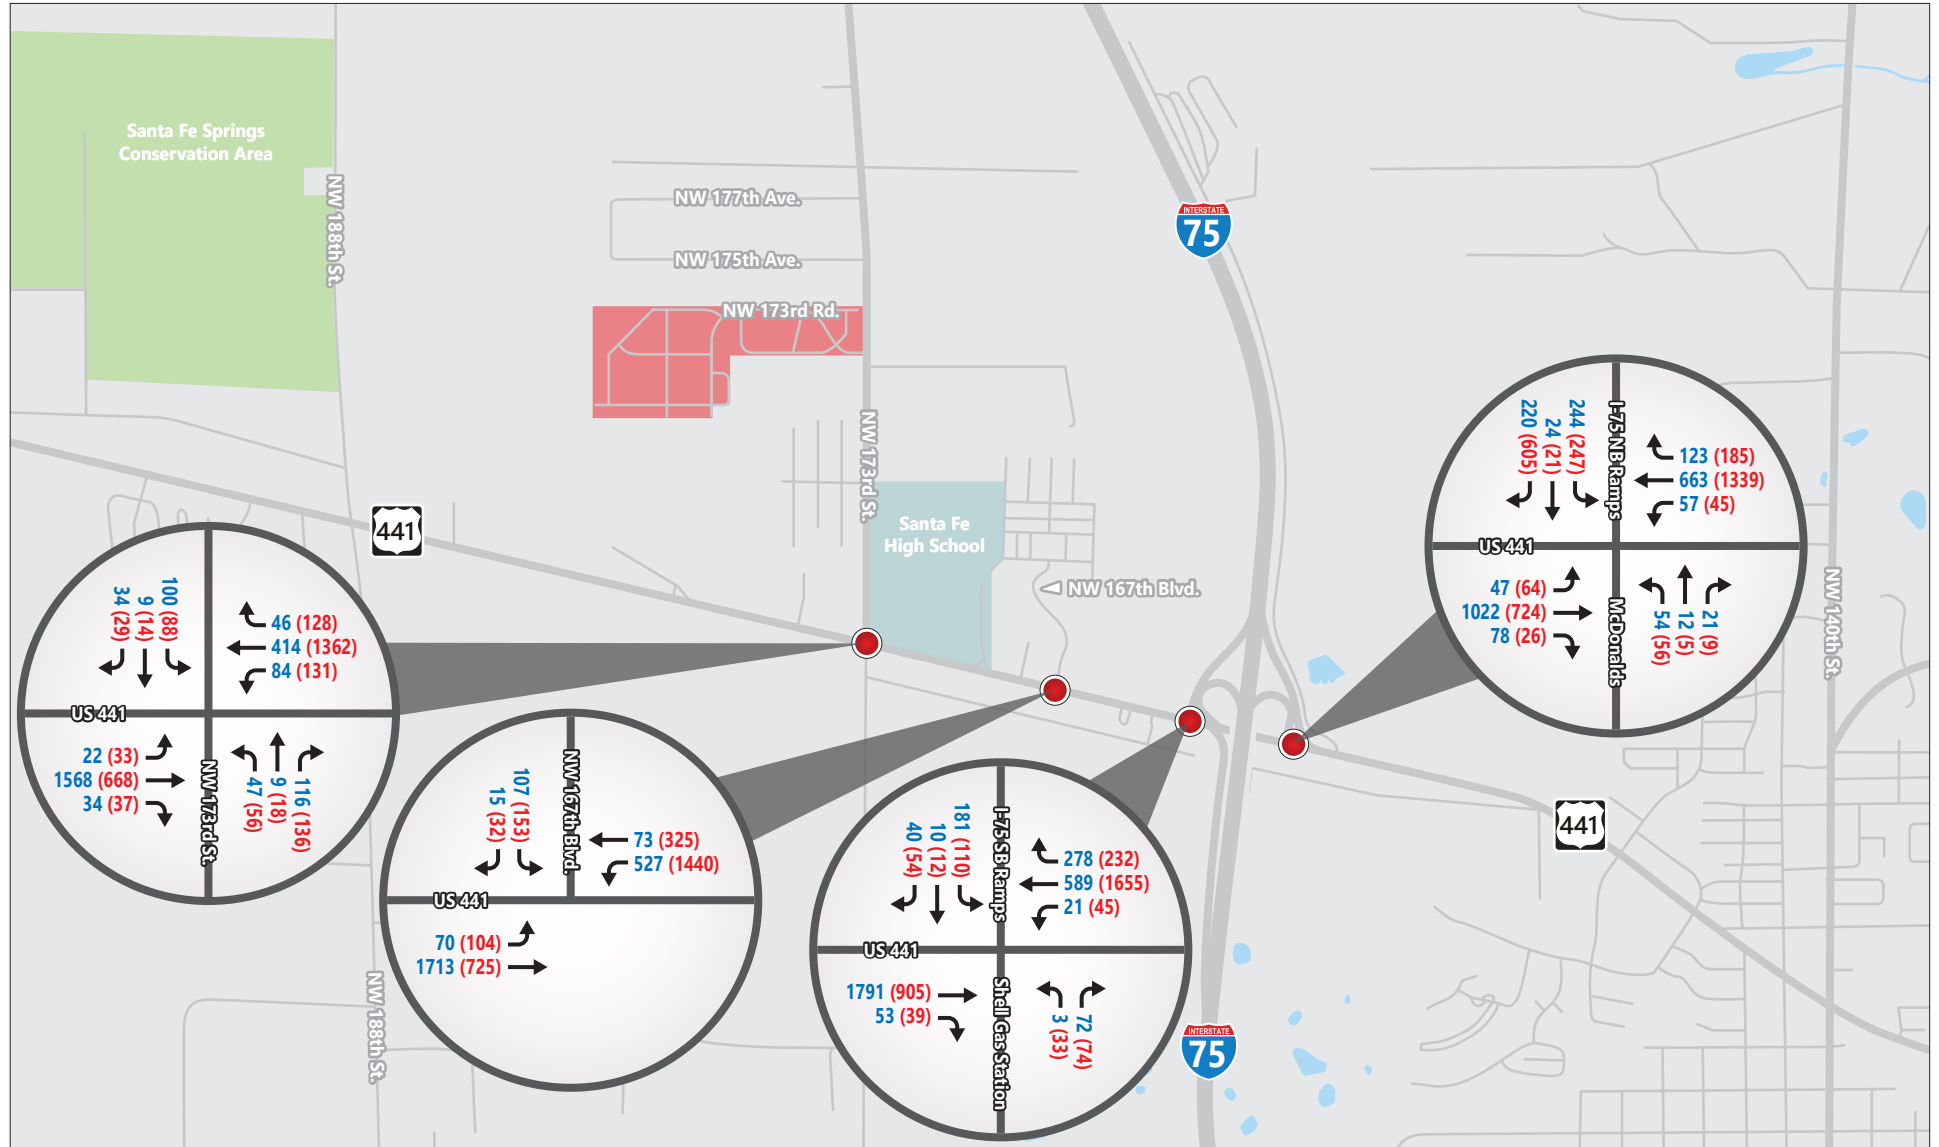 Santa Fe Springs
Conservation Area
NW 188th St.
NW 177th Ave.
NW 175th Ave.
NW 173rd Rd.
INTERSTATE
75
NW 173rd St.
Santa Fe
High School
NW 167th Blvd.
441
NW 140th St.
220 (605)
24 (21)
244 (247)
I-75 NB Ramps
123 (185)
663 (1339)
57 (45)
US 441
47 (64)
1022 (724)
78 (26)
McDonalds
54 (56)
12 (5)
21 (9)
34 (29)
9 (14)
100 (88)
46 (128)
414 (1362)
84 (131)
US 441
22 (33)
1568 (668)
34 (37)
NW 173rd St.
47 (56)
9 (18)
116 (136)
15 (32)
107 (153)
NW 167th Blvd.
73 (325)
527 (1440)
US 441
70 (104)
1713 (725)
40 (54)
10 (12)
181 (110)
I-75 SB Ramps
278 (232)
589 (1655)
21 (45)
US 441
1791 (905)
53 (39)
Shell Gas Station
3 (33)
72 (74)
441
NW 188th St.
INTERSTATE
75